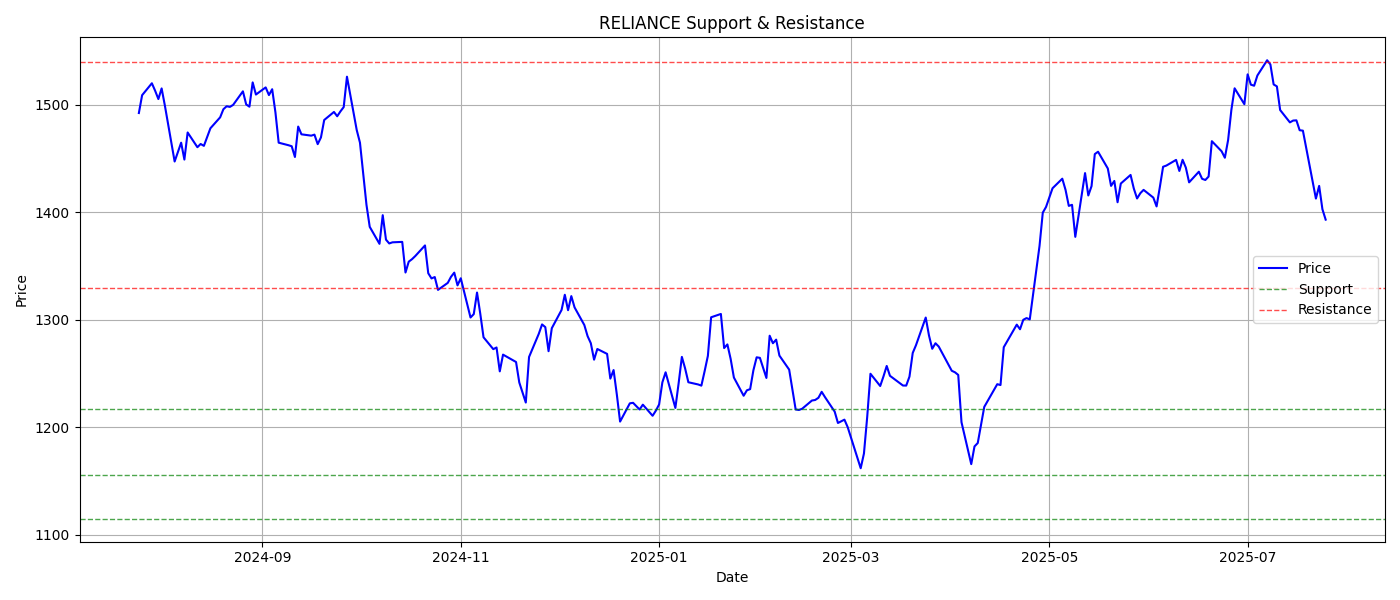 RELIANCE Support & Resistance
Price
1500
1400
1300
1200
1100
Price
Support
Resistance
2024-09
2024-11
2025-01
2025-03
2025-05
2025-07
Date